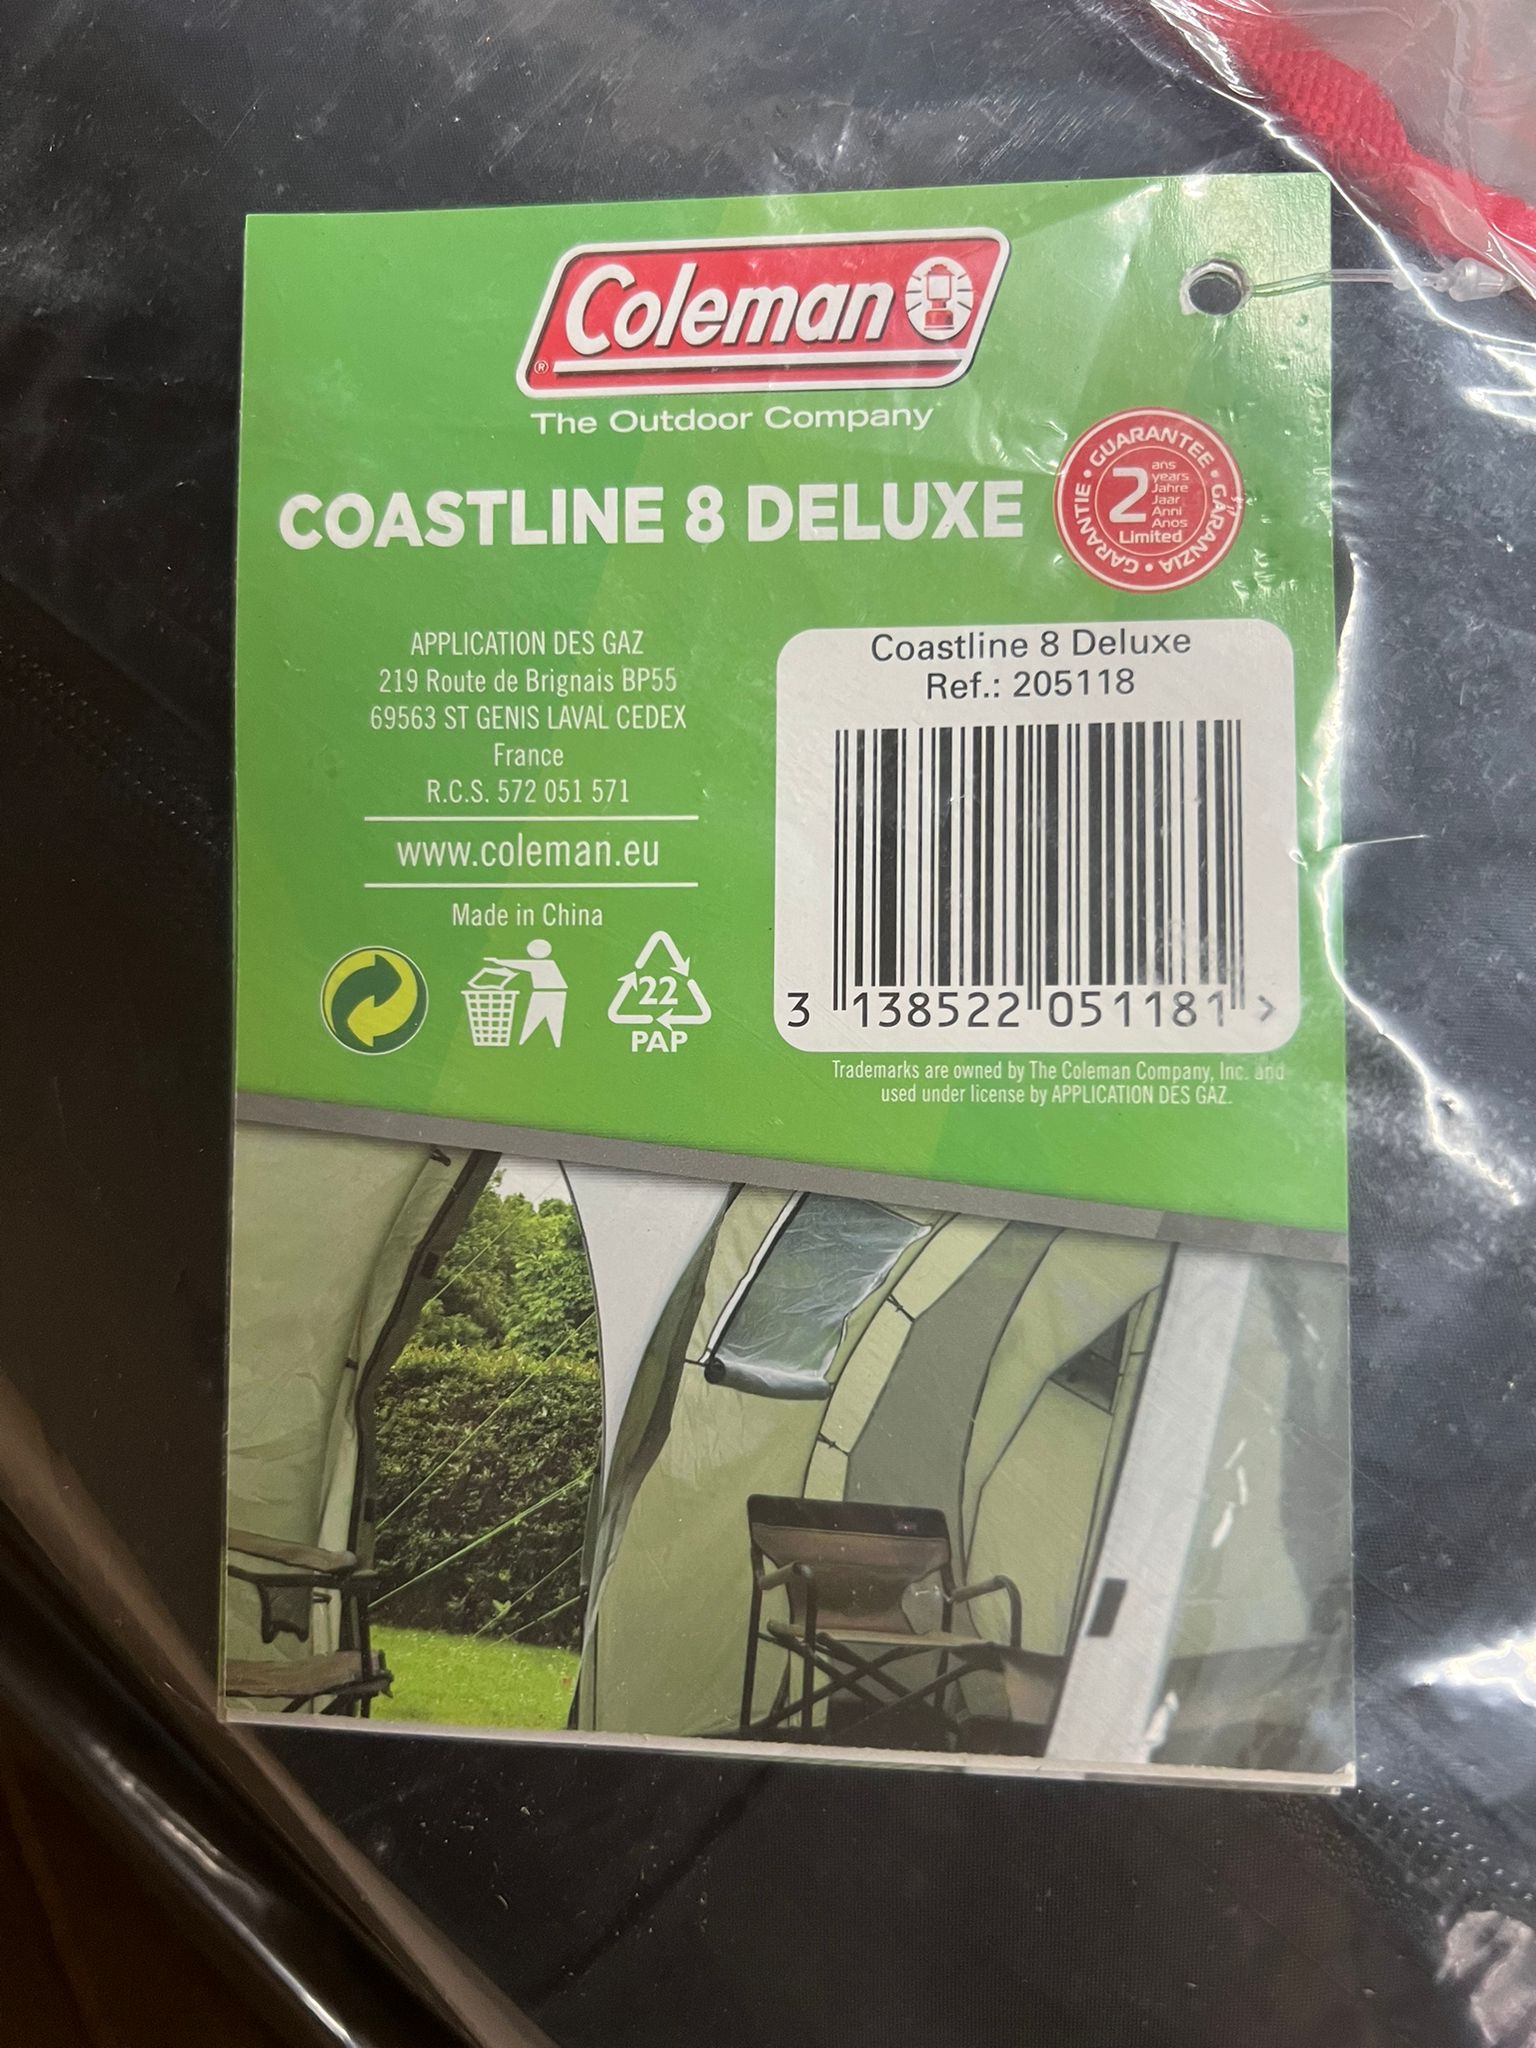 Coleman
®
The Outdoor Company
COASTLINE 8 DELUXE
GUARANTEE • GARANZIA • GARANTIE •
2
ans
years
Jahre
Jaar
Anni
Anos
Limited
APPLICATION DES GAZ
219 Route de Brignais BP55
69563 ST GENIS LAVAL CEDEX
France
R.C.S. 572 051 571
www.coleman.eu
Made in China
22
PAP
Coastline 8 Deluxe
Ref.: 205118
3 138522 051181 >
Trademarks are owned by The Coleman Company, Inc. and
used under license by APPLICATION DES GAZ.